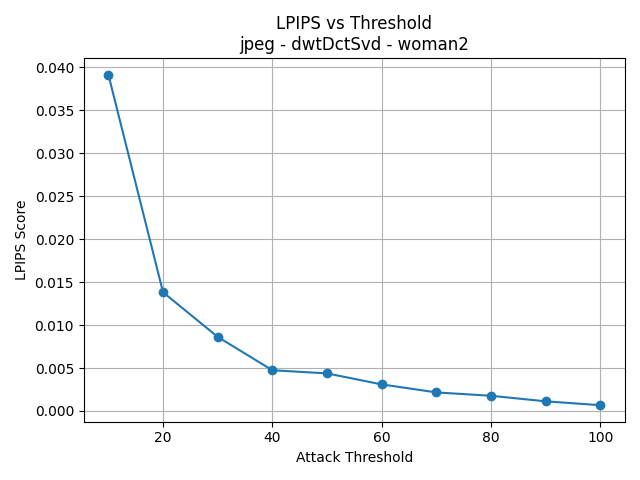 LPIPS vs Threshold
jpeg - dwtDctSvd - woman2
0.040
0.035
0.030
0.025
0.020
0.015
0.010
0.005
0.000
LPIPS Score
20 40 60 80 100
Attack Threshold